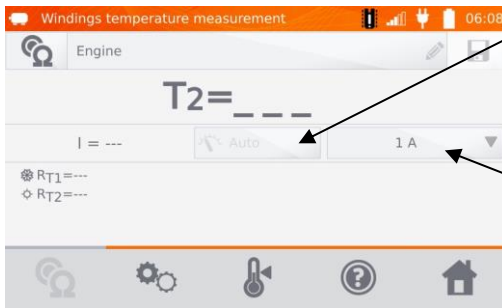 Windings temperature measurement 06:08
Engine
T2=_ _ _
I = --- Auto 1 A
RT1=---
RT2=---